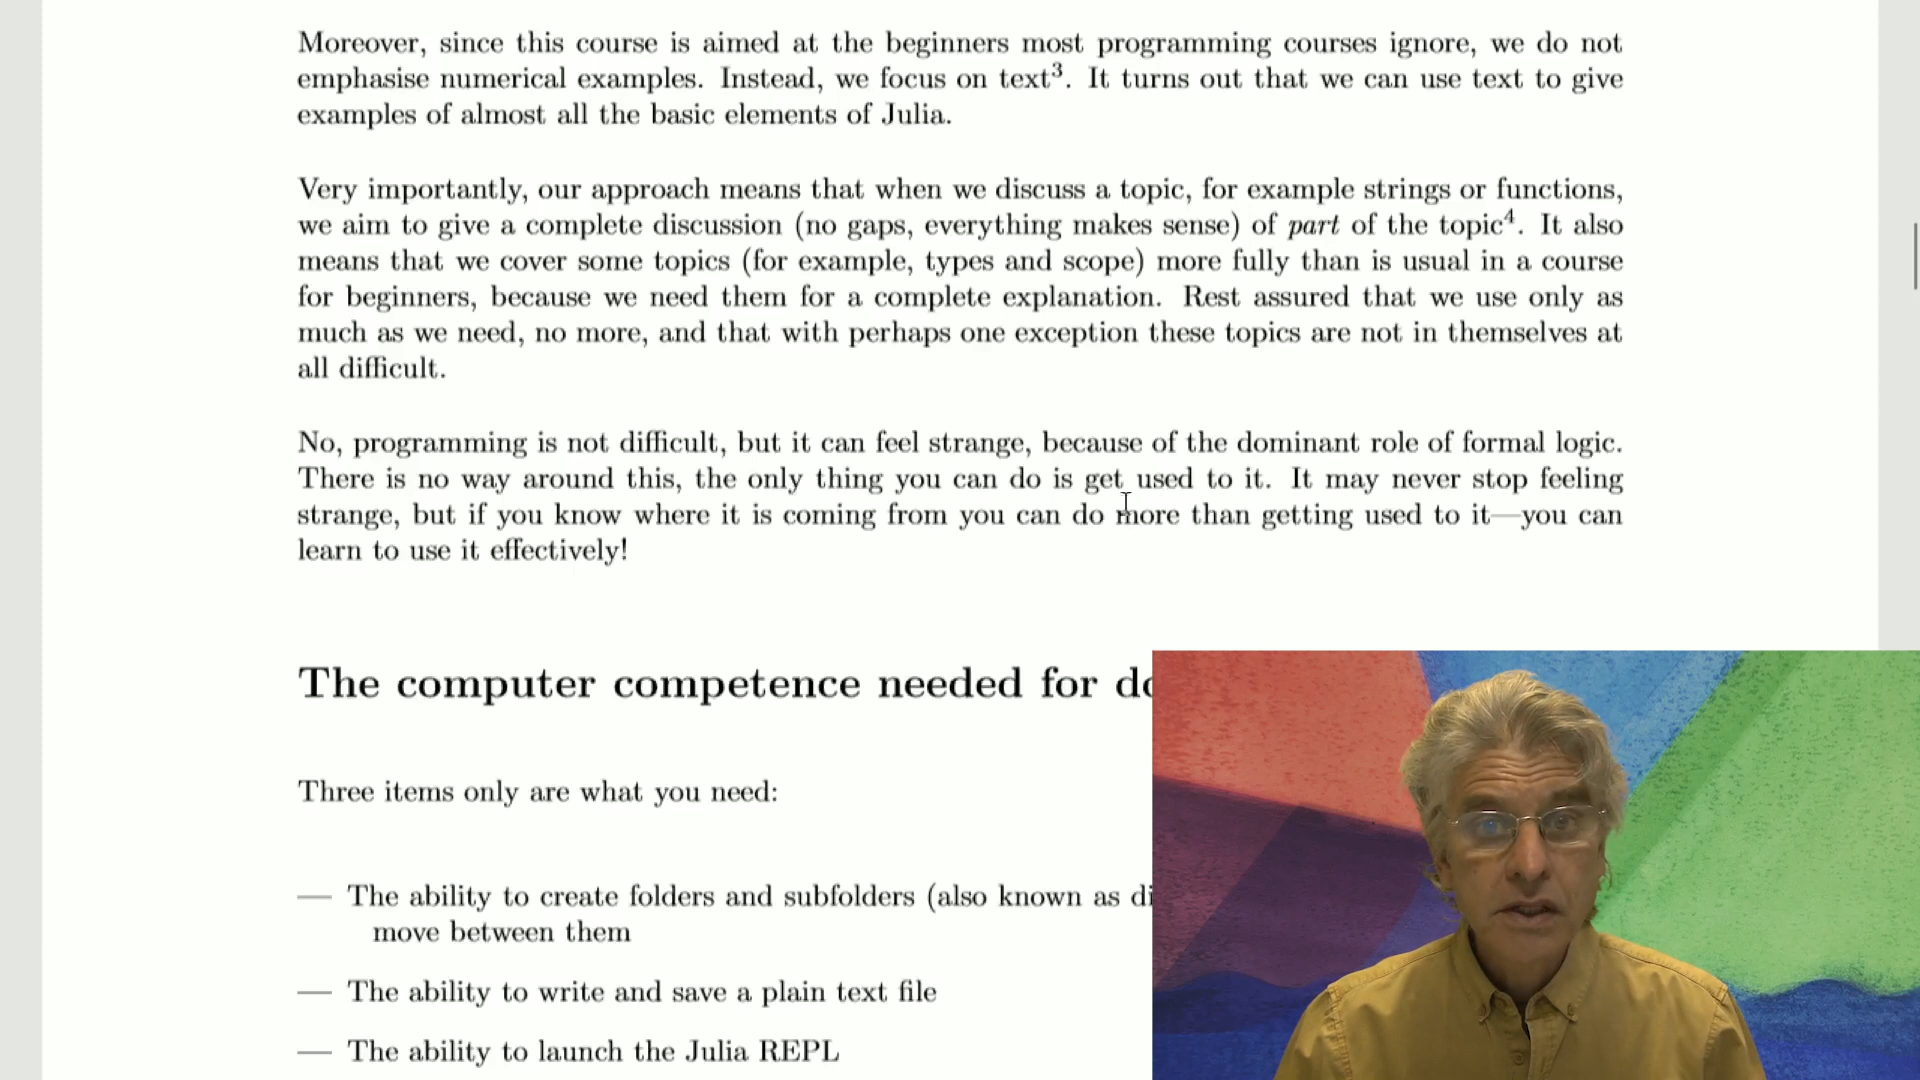 Moreover, since this course is aimed at the beginners most programming courses ignore, we do not
emphasise numerical examples. Instead, we focus on text³. It turns out that we can use text to give
examples of almost all the basic elements of Julia.
Very importantly, our approach means that when we discuss a topic, for example strings or functions,
we aim to give a complete discussion (no gaps, everything makes sense) of part of the topic⁴. It also
means that we cover some topics (for example, types and scope) more fully than is usual in a course
for beginners, because we need them for a complete explanation. Rest assured that we use only as
much as we need, no more, and that with perhaps one exception these topics are not in themselves at
all difficult.
No, programming is not difficult, but it can feel strange, because of the dominant role of formal logic.
There is no way around this, the only thing you can do is get used to it. It may never stop feeling
strange, but if you know where it is coming from you can do more than getting used to it—you can
learn to use it effectively!
The computer competence needed for
Three items only are what you need:
— The ability to create folders and subfolders (also known as
move between them
— The ability to write and save a plain text file
— The ability to launch the Julia REPL